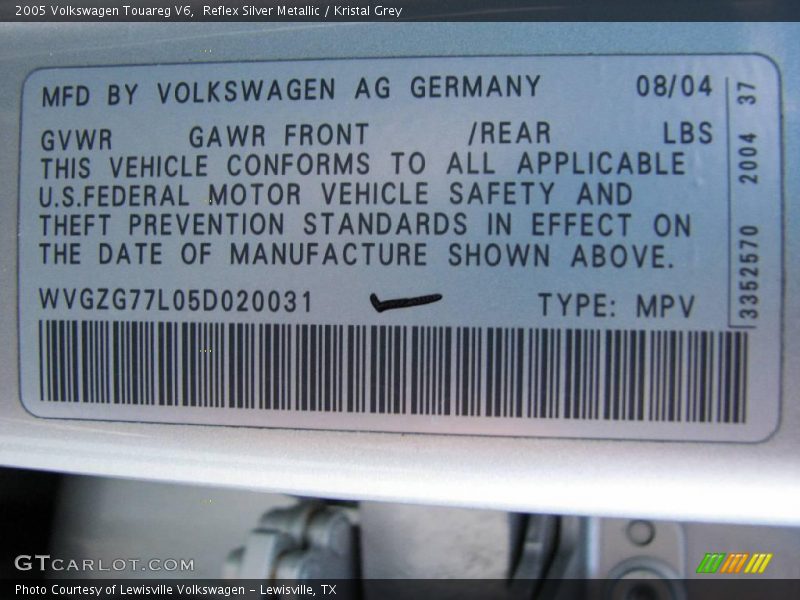 2005 Volkswagen Touareg V6,  Reflex Silver Metallic / Kristal Grey
MFD BY VOLKSWAGEN AG GERMANY 08/04
GVWR GAWR FRONT /REAR LBS
THIS VEHICLE CONFORMS TO ALL APPLICABLE
U.S.FEDERAL MOTOR VEHICLE SAFETY AND
THEFT PREVENTION STANDARDS IN EFFECT ON
THE DATE OF MANUFACTURE SHOWN ABOVE.
WVGZG77L05D020031 TYPE: MPV
3352570 2004 37
GTCARLOT.COM
Photo Courtesy of Lewisville Volkswagen - Lewisville, TX